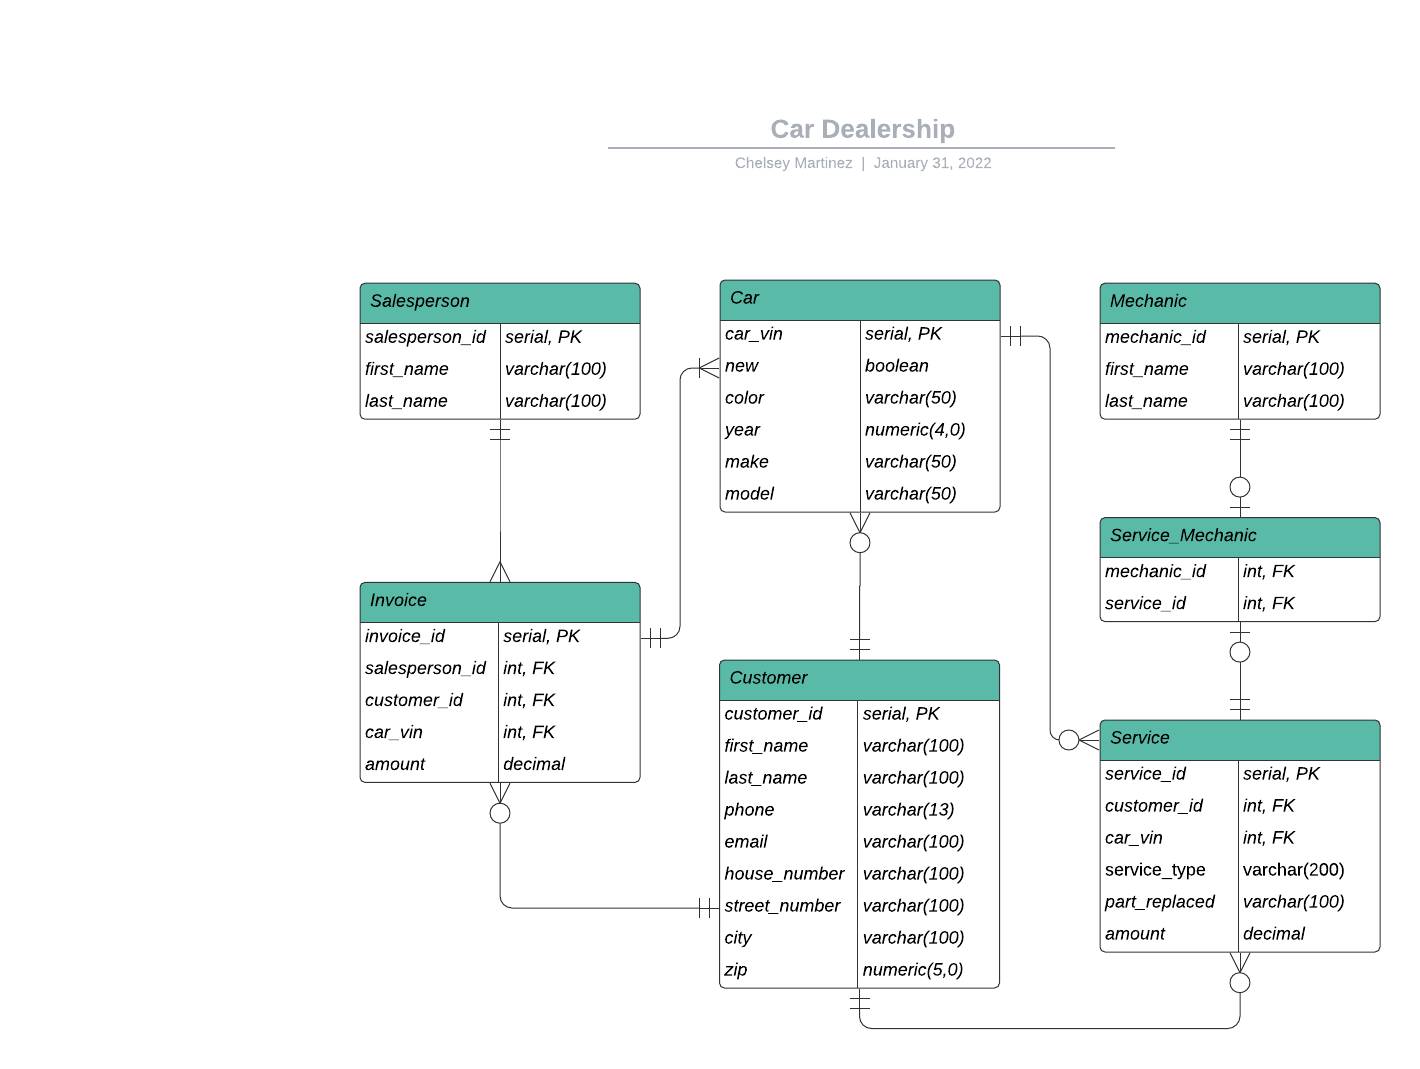 Car Dealership
Chelsey Martinez | January 31, 2022
Salesperson
salesperson_id serial, PK
first_name varchar(100)
last_name varchar(100)
Car
car_vin serial, PK
new boolean
color varchar(50)
year numeric(4,0)
make varchar(50)
model varchar(50)
Mechanic
mechanic_id serial, PK
first_name varchar(100)
last_name varchar(100)
Service_Mechanic
mechanic_id int, FK
service_id int, FK
Invoice
invoice_id serial, PK
salesperson_id int, FK
customer_id int, FK
car_vin int, FK
amount decimal
Customer
customer_id serial, PK
first_name varchar(100)
last_name varchar(100)
phone varchar(13)
email varchar(100)
house_number varchar(100)
street_number varchar(100)
city varchar(100)
zip numeric(5,0)
Service
service_id serial, PK
customer_id int, FK
car_vin int, FK
service_type varchar(200)
part_replaced varchar(100)
amount decimal